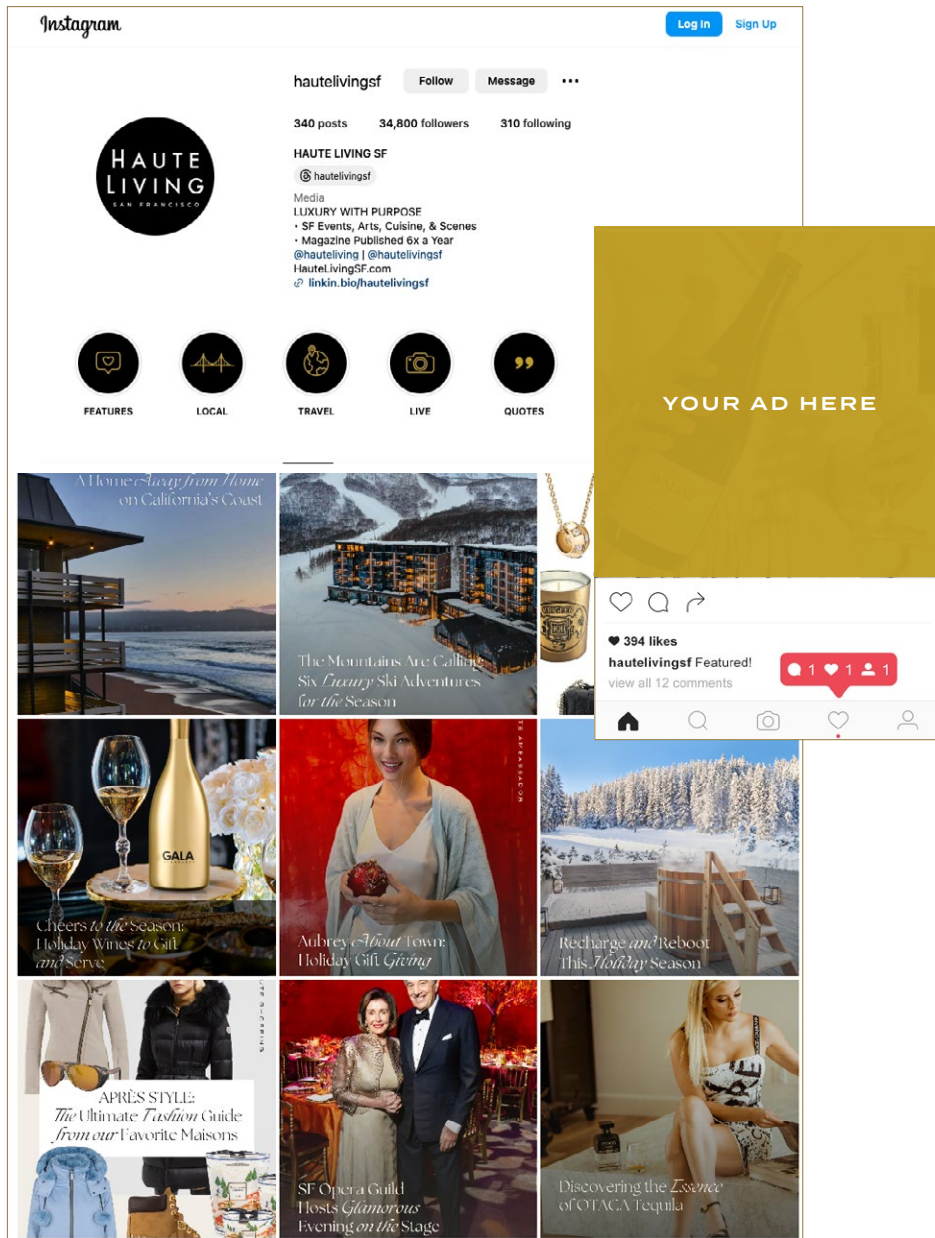 Instagram
Log In
Sign Up
hautelivingsf
Follow
Message
340 posts
34,800 followers
310 following
HAUTE LIVING SF
hautelivingsf
Media
LUXURY WITH PURPOSE
• SF Events, Arts, Cuisine, & Scenes
• Magazine Published 6x a Year
@hauteliving | @hautelivingsf
HauteLivingSF.com
linkin.bio/hautelivingsf
HAUTE
LIVING
SAN FRANCISCO
FEATURES
LOCAL
TRAVEL
LIVE
QUOTES
YOUR AD HERE
394 likes
hautelivingsf Featured!
view all 12 comments
1
1
1
A Home Away from Home
on California's Coast
The Mountains Are Calling:
Six Luxury Ski Adventures
for the Season
GALA
Cheers to the Season:
Holiday Wines to Gift
and Serve
TE AMBASSADOR
Aubrey About Town:
Holiday Gift Giving
Recharge and Reboot
This Holiday Season
APRÈS STYLE:
The Ultimate Fashion Guide
from our Favorite Maisons
SF Opera Guild
Hosts Glamorous
Evening on the Stage
Discovering the Essence
of OTACA Tequila